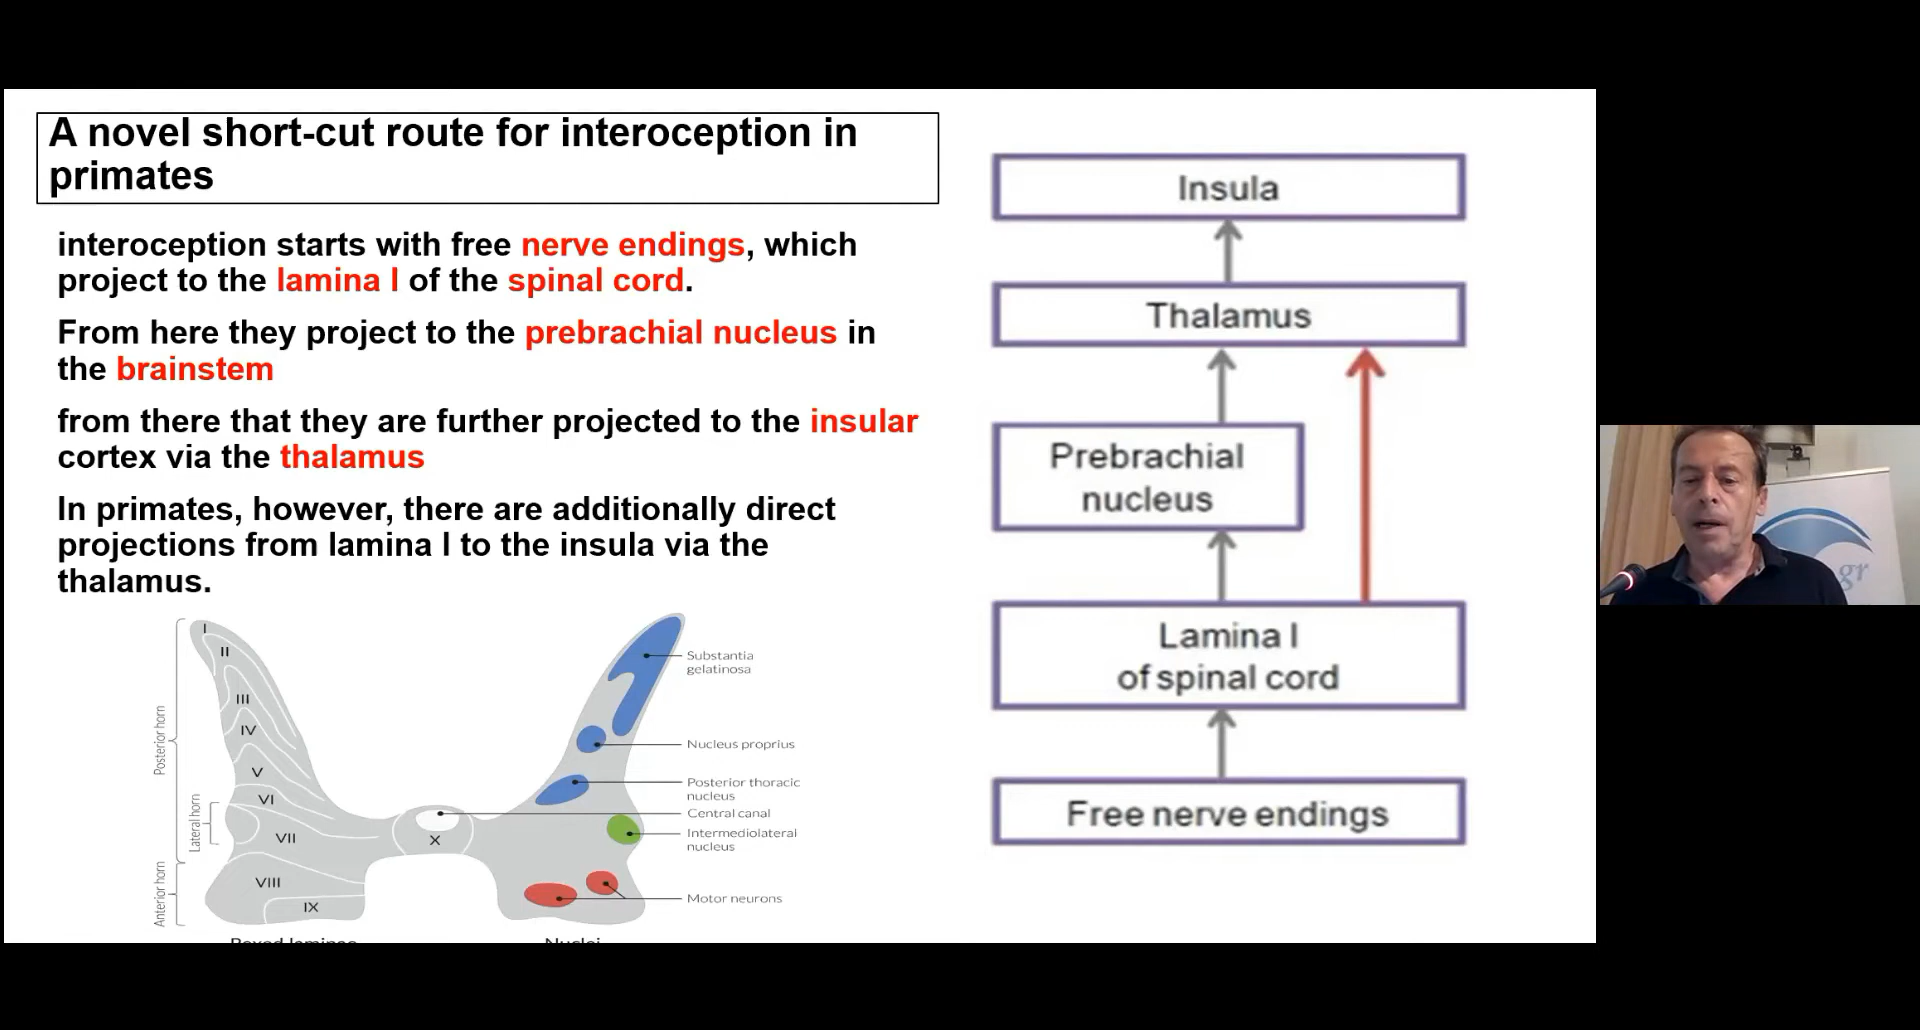 A novel short-cut route for interoception in
primates
interoception starts with free nerve endings, which
project to the lamina I of the spinal cord.
From here they project to the prebrachial nucleus in
the brainstem
from there that they are further projected to the insular
cortex via the thalamus
In primates, however, there are additionally direct
projections from lamina I to the insula via the
thalamus.
Posterior horn
Lateral horn
Anterior horn
I
II
III
IV
V
VI
VII
VIII
IX
X
Substantia
gelatinosa
Nucleus proprius
Posterior thoracic
nucleus
Central canal
Intermediolateral
nucleus
Motor neurons
Insula
Thalamus
Prebrachial
nucleus
Lamina I
of spinal cord
Free nerve endings
gr